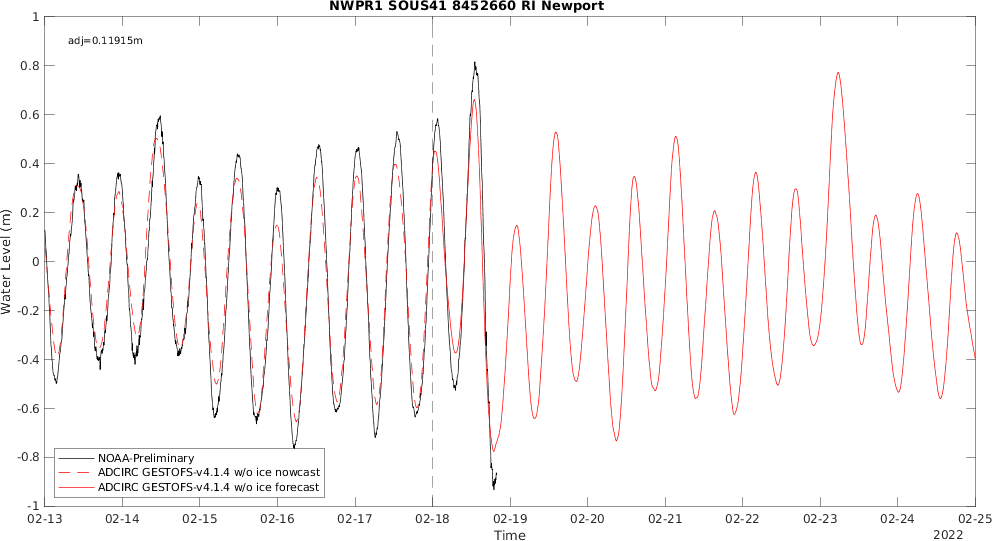 NWPR1 SOUS41 8452660 RI Newport
adj=0.11915m
1
0.8
0.6
0.4
0.2
0
-0.2
-0.4
-0.6
-0.8
-1
Water Level (m)
NOAA-Preliminary
ADCIRC GESTOFS-v4.1.4 w/o ice nowcast
ADCIRC GESTOFS-v4.1.4 w/o ice forecast
02-13 02-14 02-15 02-16 02-17 02-18 02-19 02-20 02-21 02-22 02-23 02-24 02-25
Time
2022